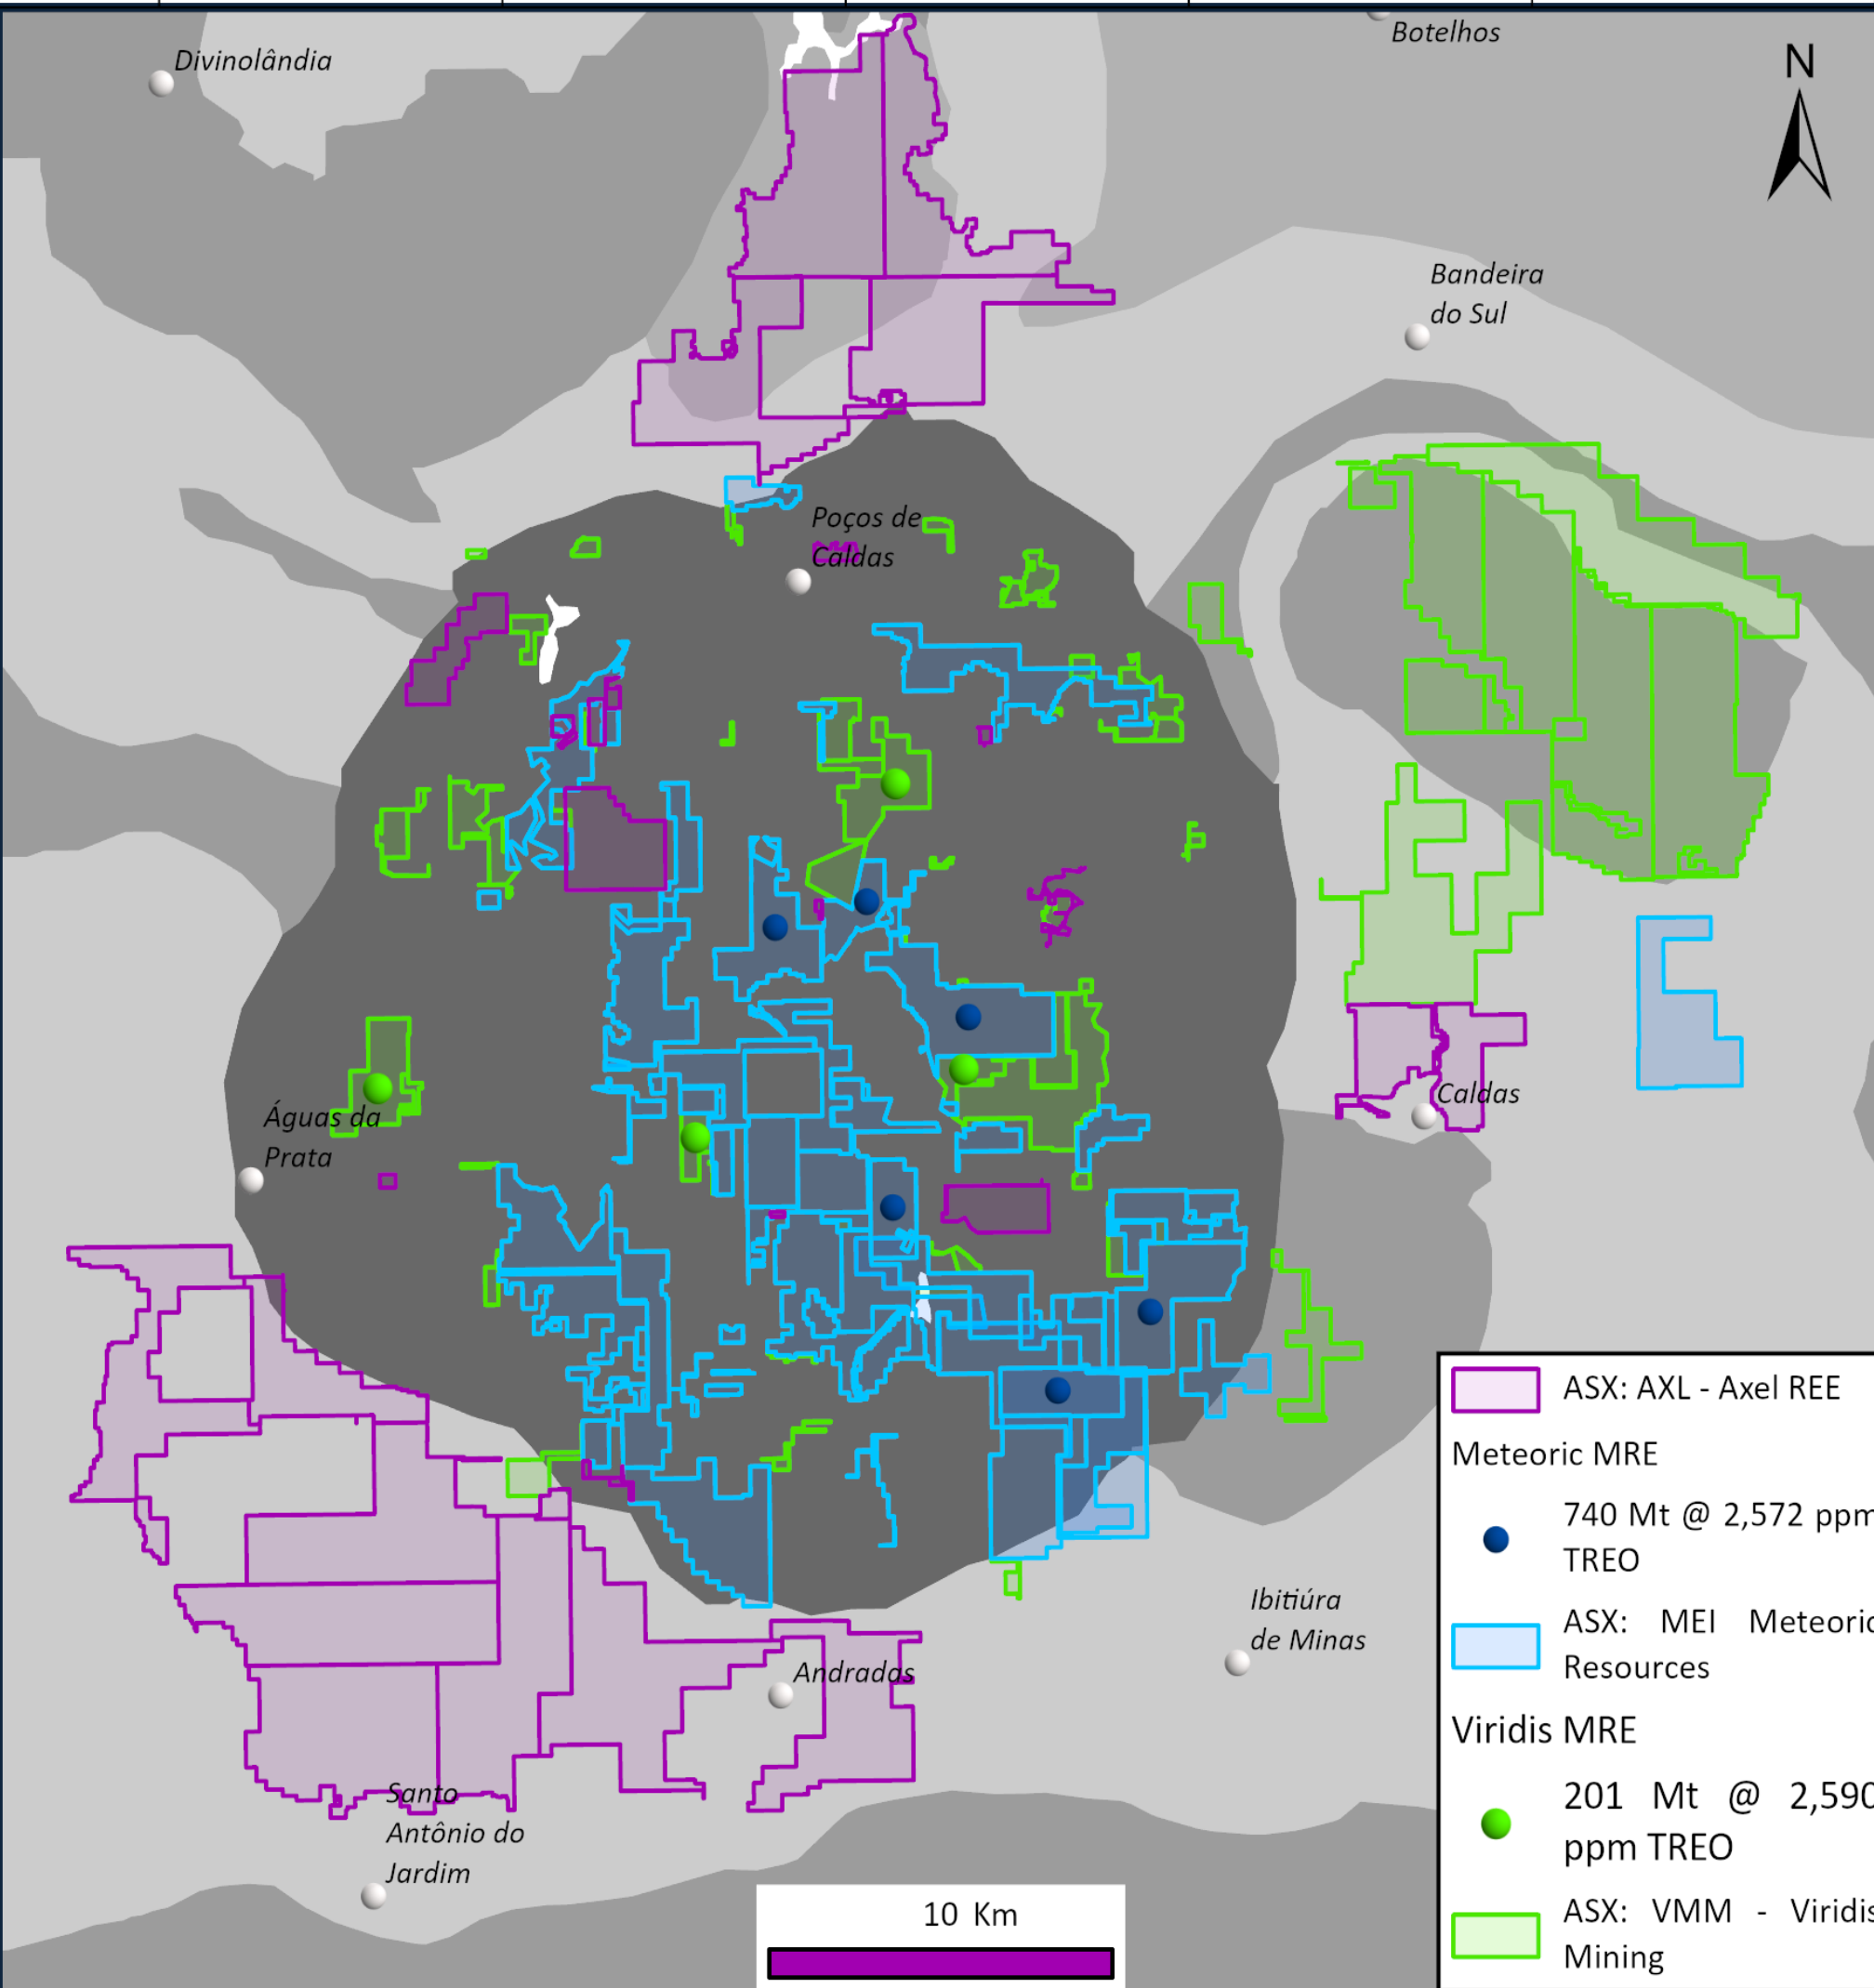 Botelhos
Divinolândia
N
Bandeira
do Sul
Poços de
Caldas
Caldas
Águas da
Prata
Ibitiúra
de Minas
Andradas
Santo
Antônio do
Jardim
10 Km
ASX: AXL - Axel REE
Meteoric MRE
740 Mt @ 2,572 ppm
TREO
ASX: MEI Meteoric
Resources
Viridis MRE
201 Mt @ 2,590
ppm TREO
ASX: VMM - Viridis
Mining